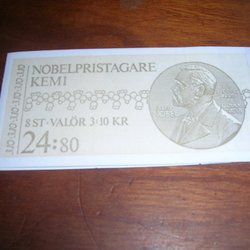 NOBELPRISTAGARE
KEMI
8 ST·VALÖR 3·10 KR
24:80